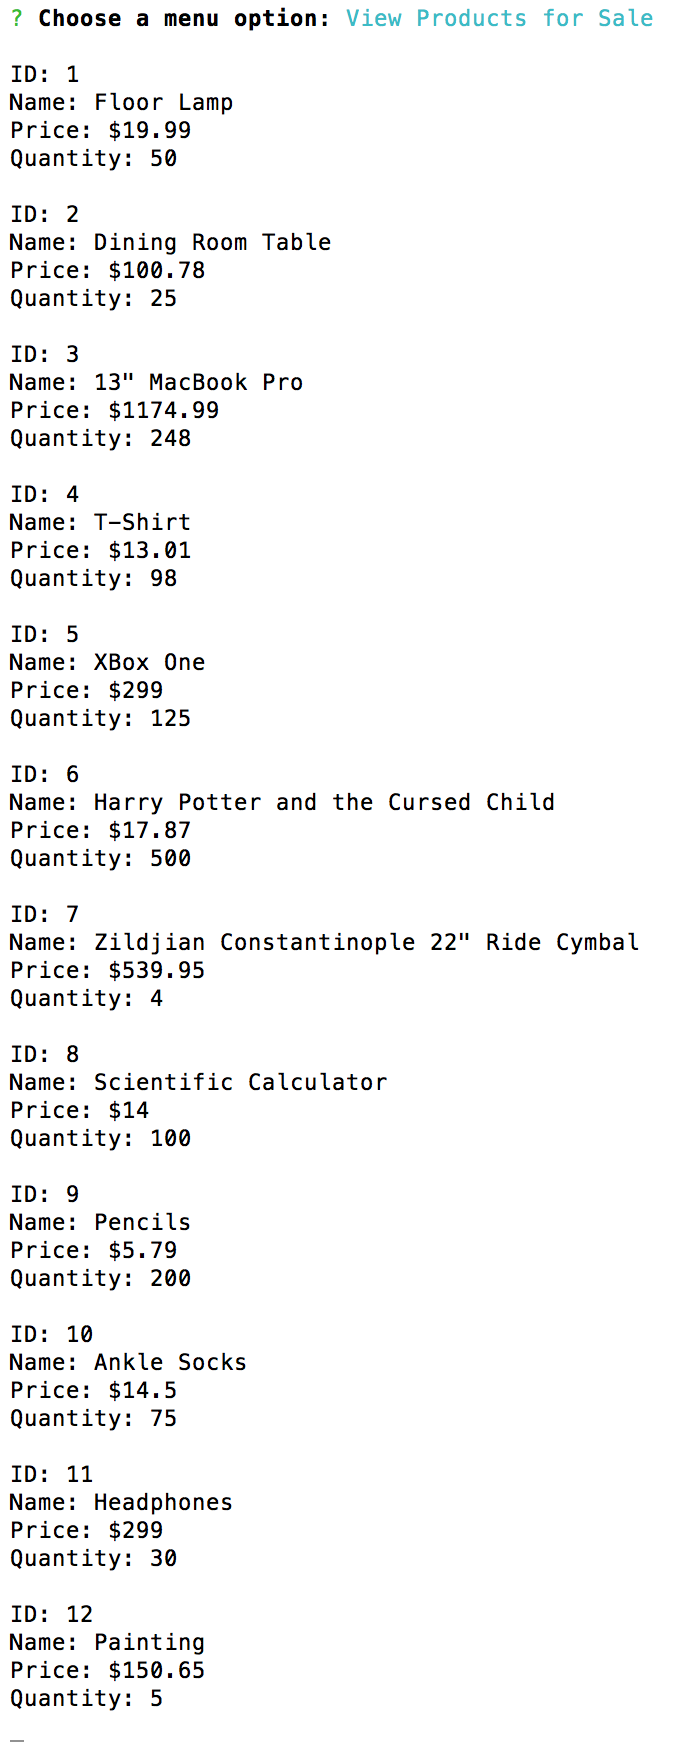 ? Choose a menu option: View Products for Sale
ID: 1
Name: Floor Lamp
Price: $19.99
Quantity: 50
ID: 2
Name: Dining Room Table
Price: $100.78
Quantity: 25
ID: 3
Name: 13" MacBook Pro
Price: $1174.99
Quantity: 248
ID: 4
Name: T-Shirt
Price: $13.01
Quantity: 98
ID: 5
Name: XBox One
Price: $299
Quantity: 125
ID: 6
Name: Harry Potter and the Cursed Child
Price: $17.87
Quantity: 500
ID: 7
Name: Zildjian Constantinople 22" Ride Cymbal
Price: $539.95
Quantity: 4
ID: 8
Name: Scientific Calculator
Price: $14
Quantity: 100
ID: 9
Name: Pencils
Price: $5.79
Quantity: 200
ID: 10
Name: Ankle Socks
Price: $14.5
Quantity: 75
ID: 11
Name: Headphones
Price: $299
Quantity: 30
ID: 12
Name: Painting
Price: $150.65
Quantity: 5